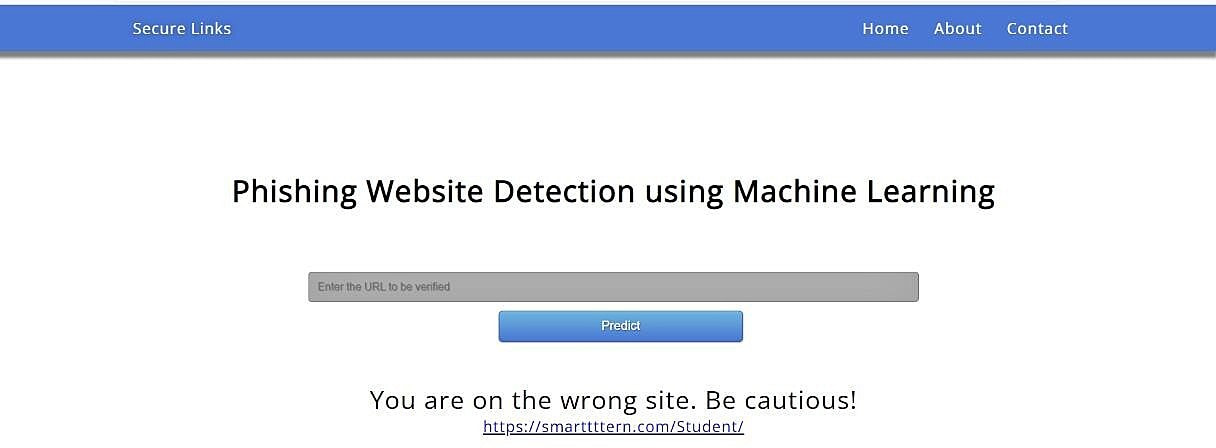 Secure Links Home About Contact
Phishing Website Detection using Machine Learning
Enter the URL to be verified
Predict
You are on the wrong site. Be cautious!
https://smarttttern.com/Student/